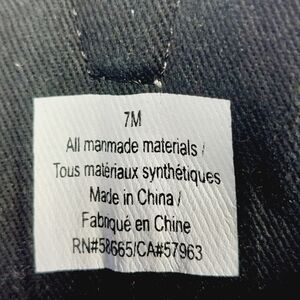 7M
All manmade materials /
Tous matériaux synthétiques
Made in China /
Fabriqué en Chine
RN#58665/CA#57963